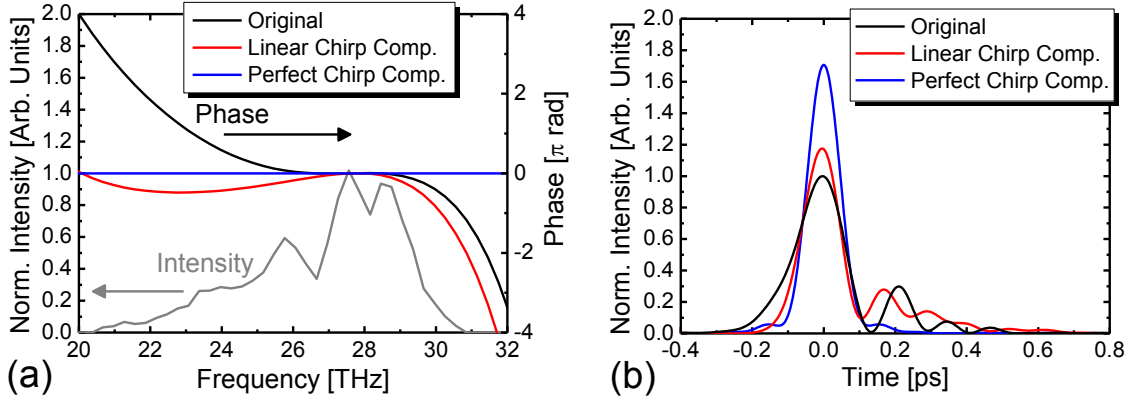 Original
Linear Chirp Comp.
Perfect Chirp Comp.
Phase
Intensity
Norm. Intensity [Arb. Units]
2.0
1.8
1.6
1.4
1.2
1.0
0.8
0.6
0.4
0.2
0.0
4
2
0
-2
-4
Phase [π rad]
20 22 24 26 28 30 32
Frequency [THz]
(a)
Original
Linear Chirp Comp.
Perfect Chirp Comp.
Norm. Intensity [Arb. Units]
2.0
1.8
1.6
1.4
1.2
1.0
0.8
0.6
0.4
0.2
0.0
-0.4 -0.2 0.0 0.2 0.4 0.6 0.8
Time [ps]
(b)